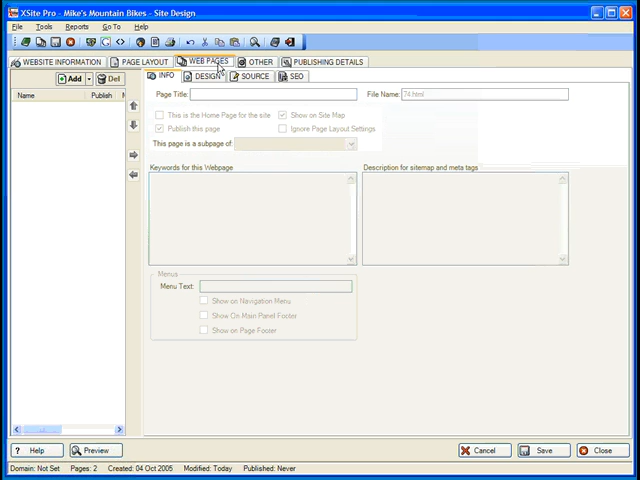 XSite Pro - Mike's Mountain Bikes - Site Design
File Tools Reports Go To Help
WEBSITE INFORMATION PAGE LAYOUT WEB PAGES OTHER PUBLISHING DETAILS
Add Del INFO DESIGN SOURCE SEO
Name Publish Page Title: File Name: 74.html
This is the Home Page for the site Show on Site Map
Publish this page Ignore Page Layout Settings
This page is a subpage of:
Keywords for this Webpage Description for sitemap and meta tags
Menus
Menu Text:
Show on Navigation Menu
Show On Main Panel Footer
Show on Page Footer
? Help Preview Cancel Save Close
Domain: Not Set Pages: 2 Created: 04 Oct 2005 Modified: Today Published: Never